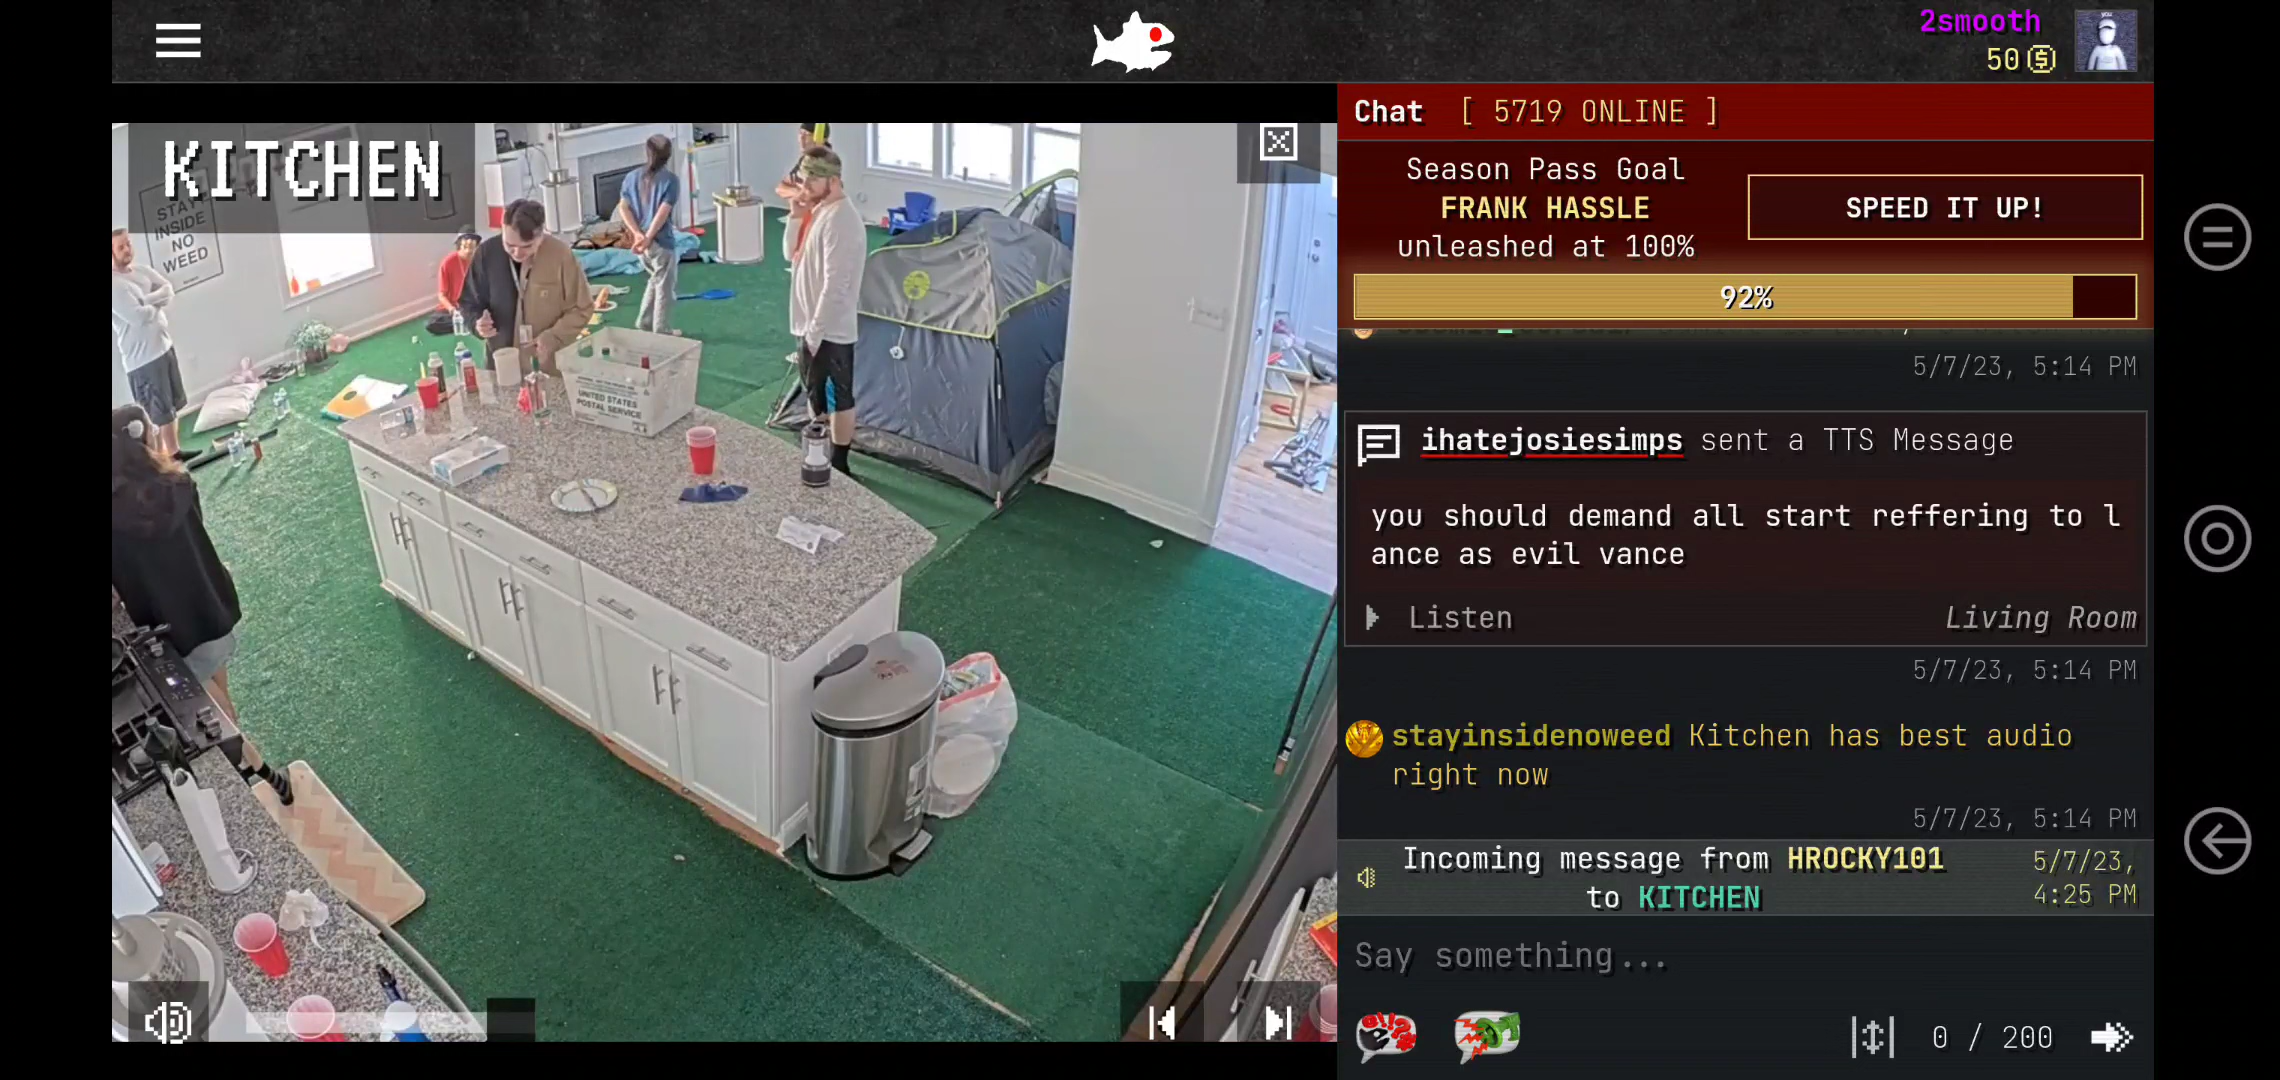 2smooth
50
KITCHEN
STAY
INSIDE
NO
WEED
UNITED STATES
POSTAL SERVICE
Chat [ 5719 ONLINE ]
Season Pass Goal
FRANK HASSLE
unleashed at 100%
SPEED IT UP!
92%
5/7/23, 5:14 PM
ihatejosiesimps sent a TTS Message
you should demand all start reffering to l
ance as evil vance
Listen
Living Room
5/7/23, 5:14 PM
stayinsidenoweed Kitchen has best audio
right now
5/7/23, 5:14 PM
Incoming message from HROCKY101
to KITCHEN
5/7/23,
4:25 PM
Say something...
0 / 200